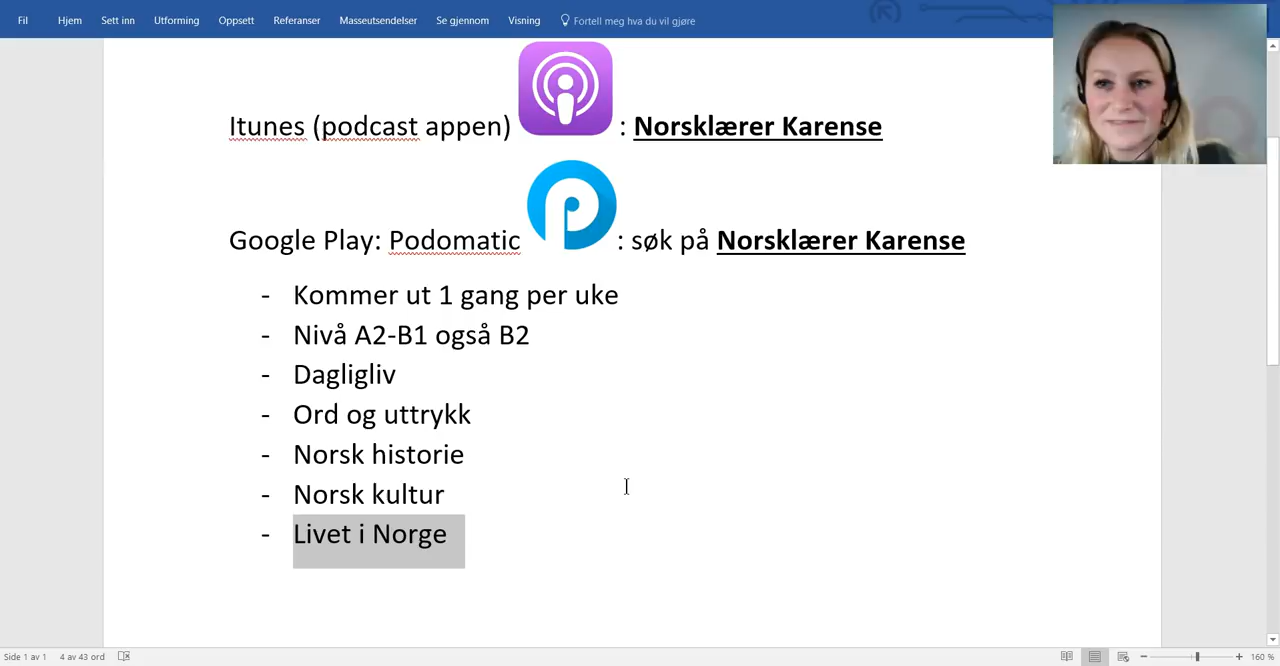 Fil Hjem Sett inn Utforming Oppsett Referanser Masseutsendelser Se gjennom Visning Fortell meg hva du vil gjøre
Itunes (podcast appen) : Norsklærer Karense
Google Play: Podomatic : søk på Norsklærer Karense
- Kommer ut 1 gang per uke
- Nivå A2-B1 også B2
- Dagligliv
- Ord og uttrykk
- Norsk historie
- Norsk kultur
- Livet i Norge
Side 1 av 1 4 av 43 ord 160 %